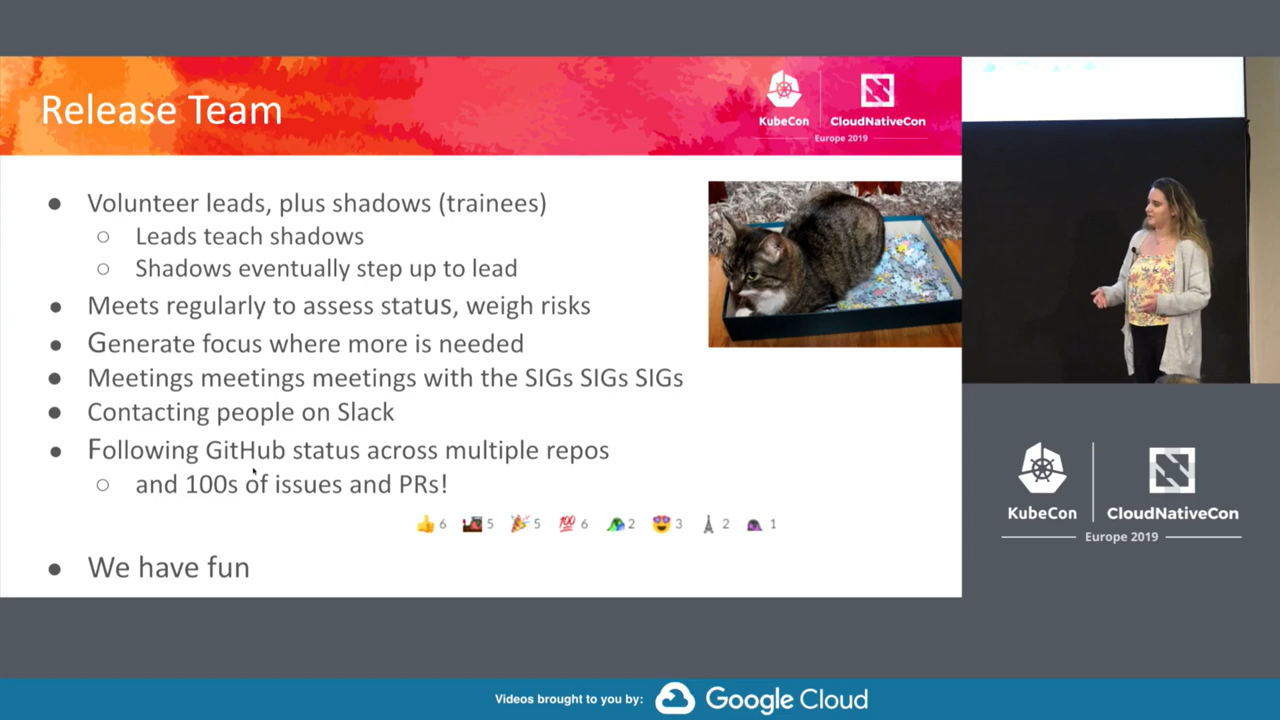 Release Team
KubeCon
CloudNativeCon
Europe 2019
● Volunteer leads, plus shadows (trainees)
○ Leads teach shadows
○ Shadows eventually step up to lead
● Meets regularly to assess status, weigh risks
● Generate focus where more is needed
● Meetings meetings meetings with the SIGs SIGs SIGs
● Contacting people on Slack
● Following GitHub status across multiple repos
○ and 100s of issues and PRs!
👍 6 5 🎉 5 💯 6 2 😍 3 2 1
● We have fun
KubeCon
CloudNativeCon
Europe 2019
Videos brought to you by: Google Cloud